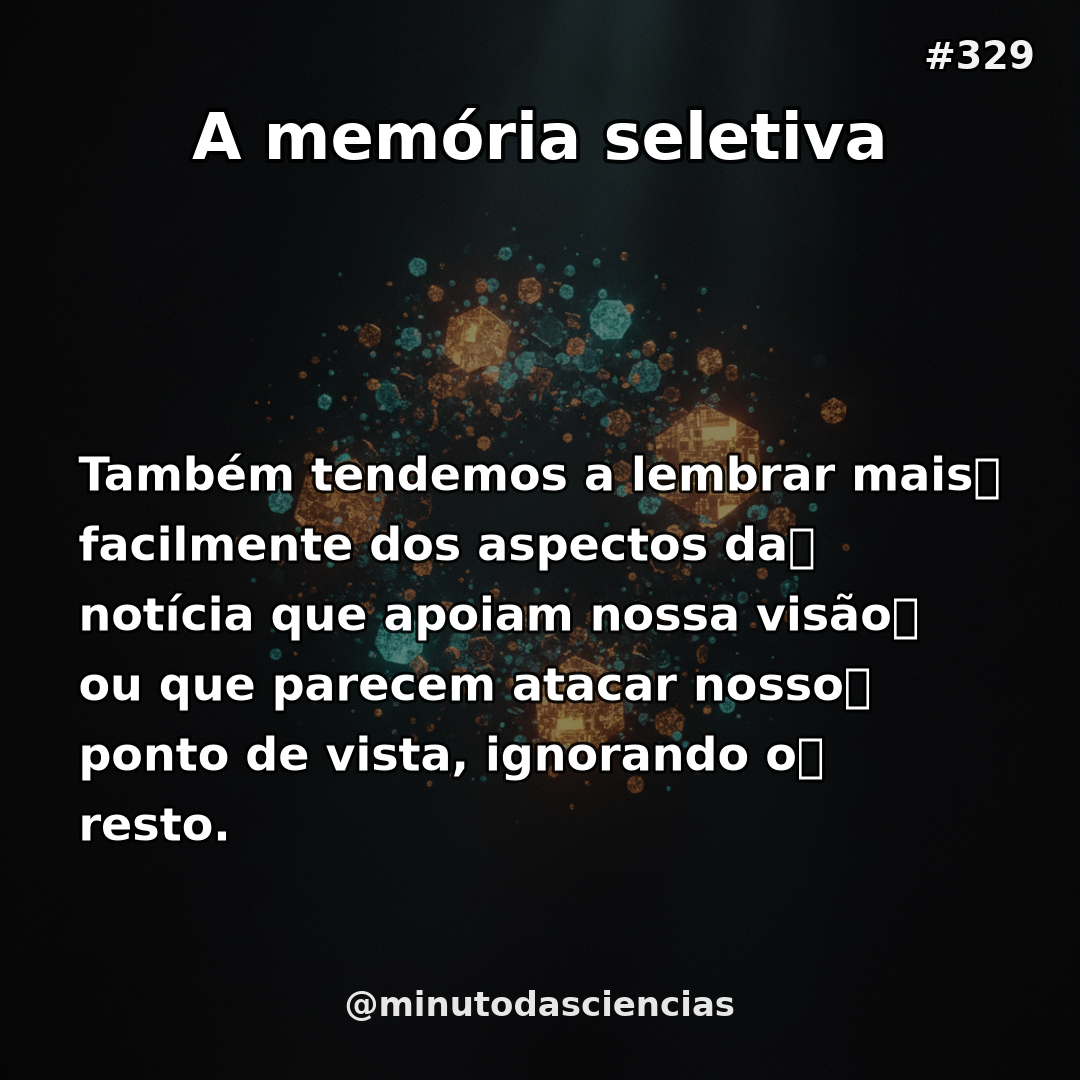 #329
A memória seletiva
Também tendemos a lembrar mais▯
facilmente dos aspectos da▯
notícia que apoiam nossa visão▯
ou que parecem atacar nosso▯
ponto de vista, ignorando o▯
resto.
@minutodasciencias